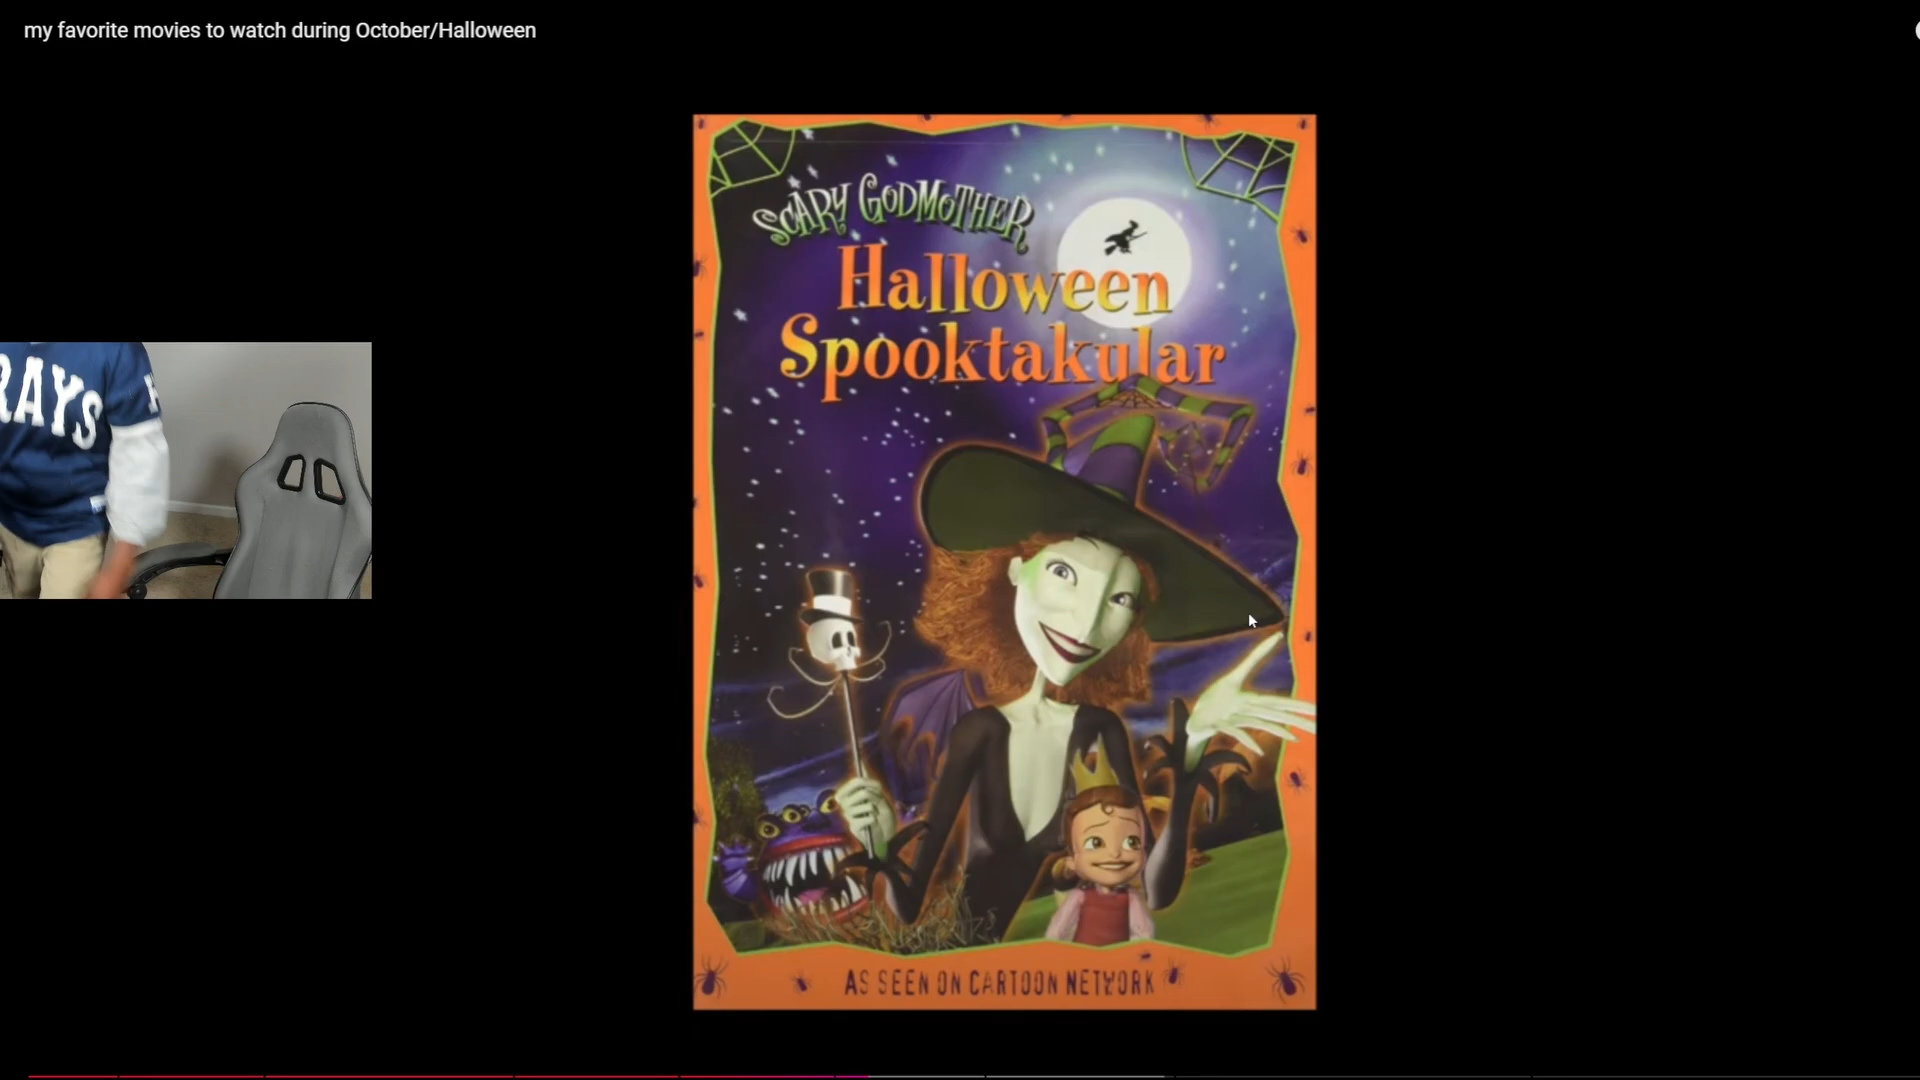 my favorite movies to watch during October/Halloween
SCARY GODMOTHER
Halloween
Spooktakular
RAYS
AS SEEN ON CARTOON NETWORK